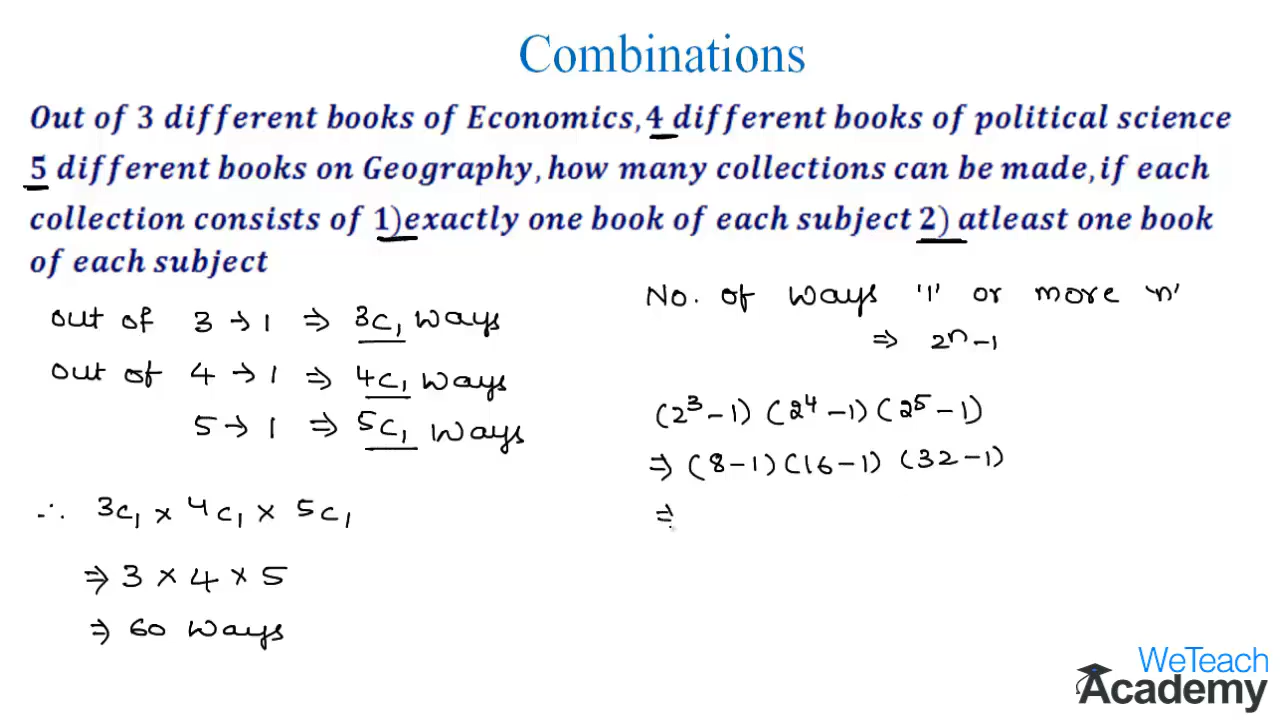 Combinations
Out of 3 different books of Economics, 4 different books of political science
5 different books on Geography, how many collections can be made, if each
collection consists of 1) exactly one book of each subject 2) atleast one book
of each subject
out of 3 → 1 ⇒ 3C₁ ways
out of 4 → 1 ⇒ 4C₁ ways
5 → 1 ⇒ 5C₁ ways
∴ 3C₁ × 4C₁ × 5C₁
⇒ 3 × 4 × 5
⇒ 60 ways
No. of ways '1' or more 'n'
⇒ 2ⁿ-1
(2³-1) (2⁴-1) (2⁵-1)
⇒ (8-1) (16-1) (32-1)
⇒
WeTeach
Academy